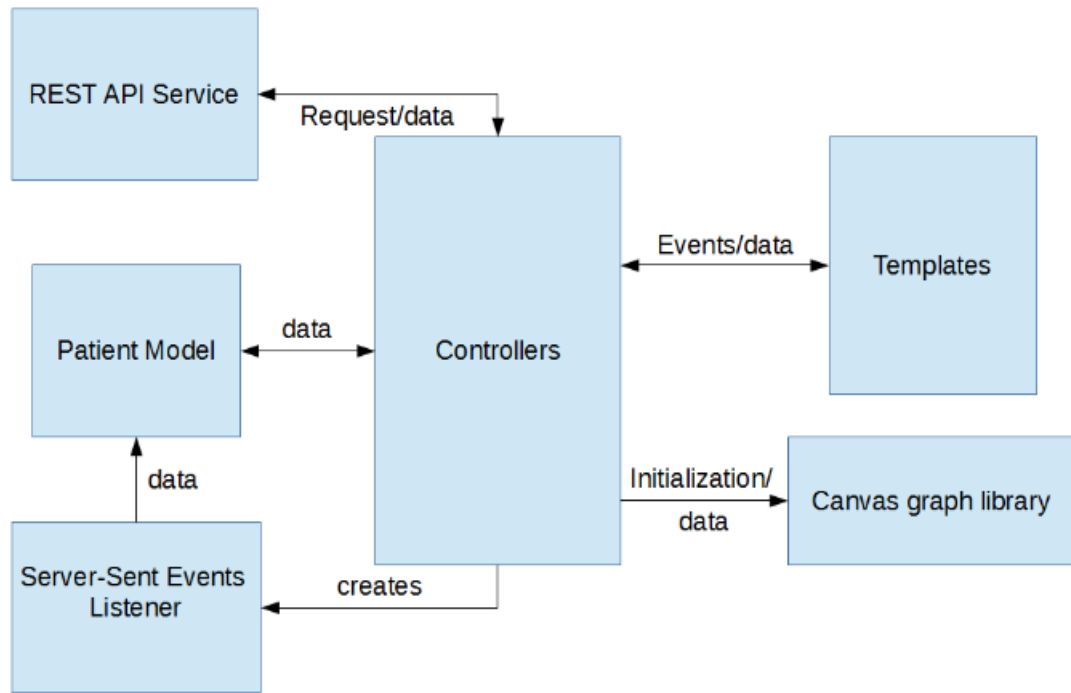 REST API Service
Request/data
Events/data
Templates
Patient Model
data
Controllers
data
Initialization/
data
Canvas graph library
Server-Sent Events
Listener
creates